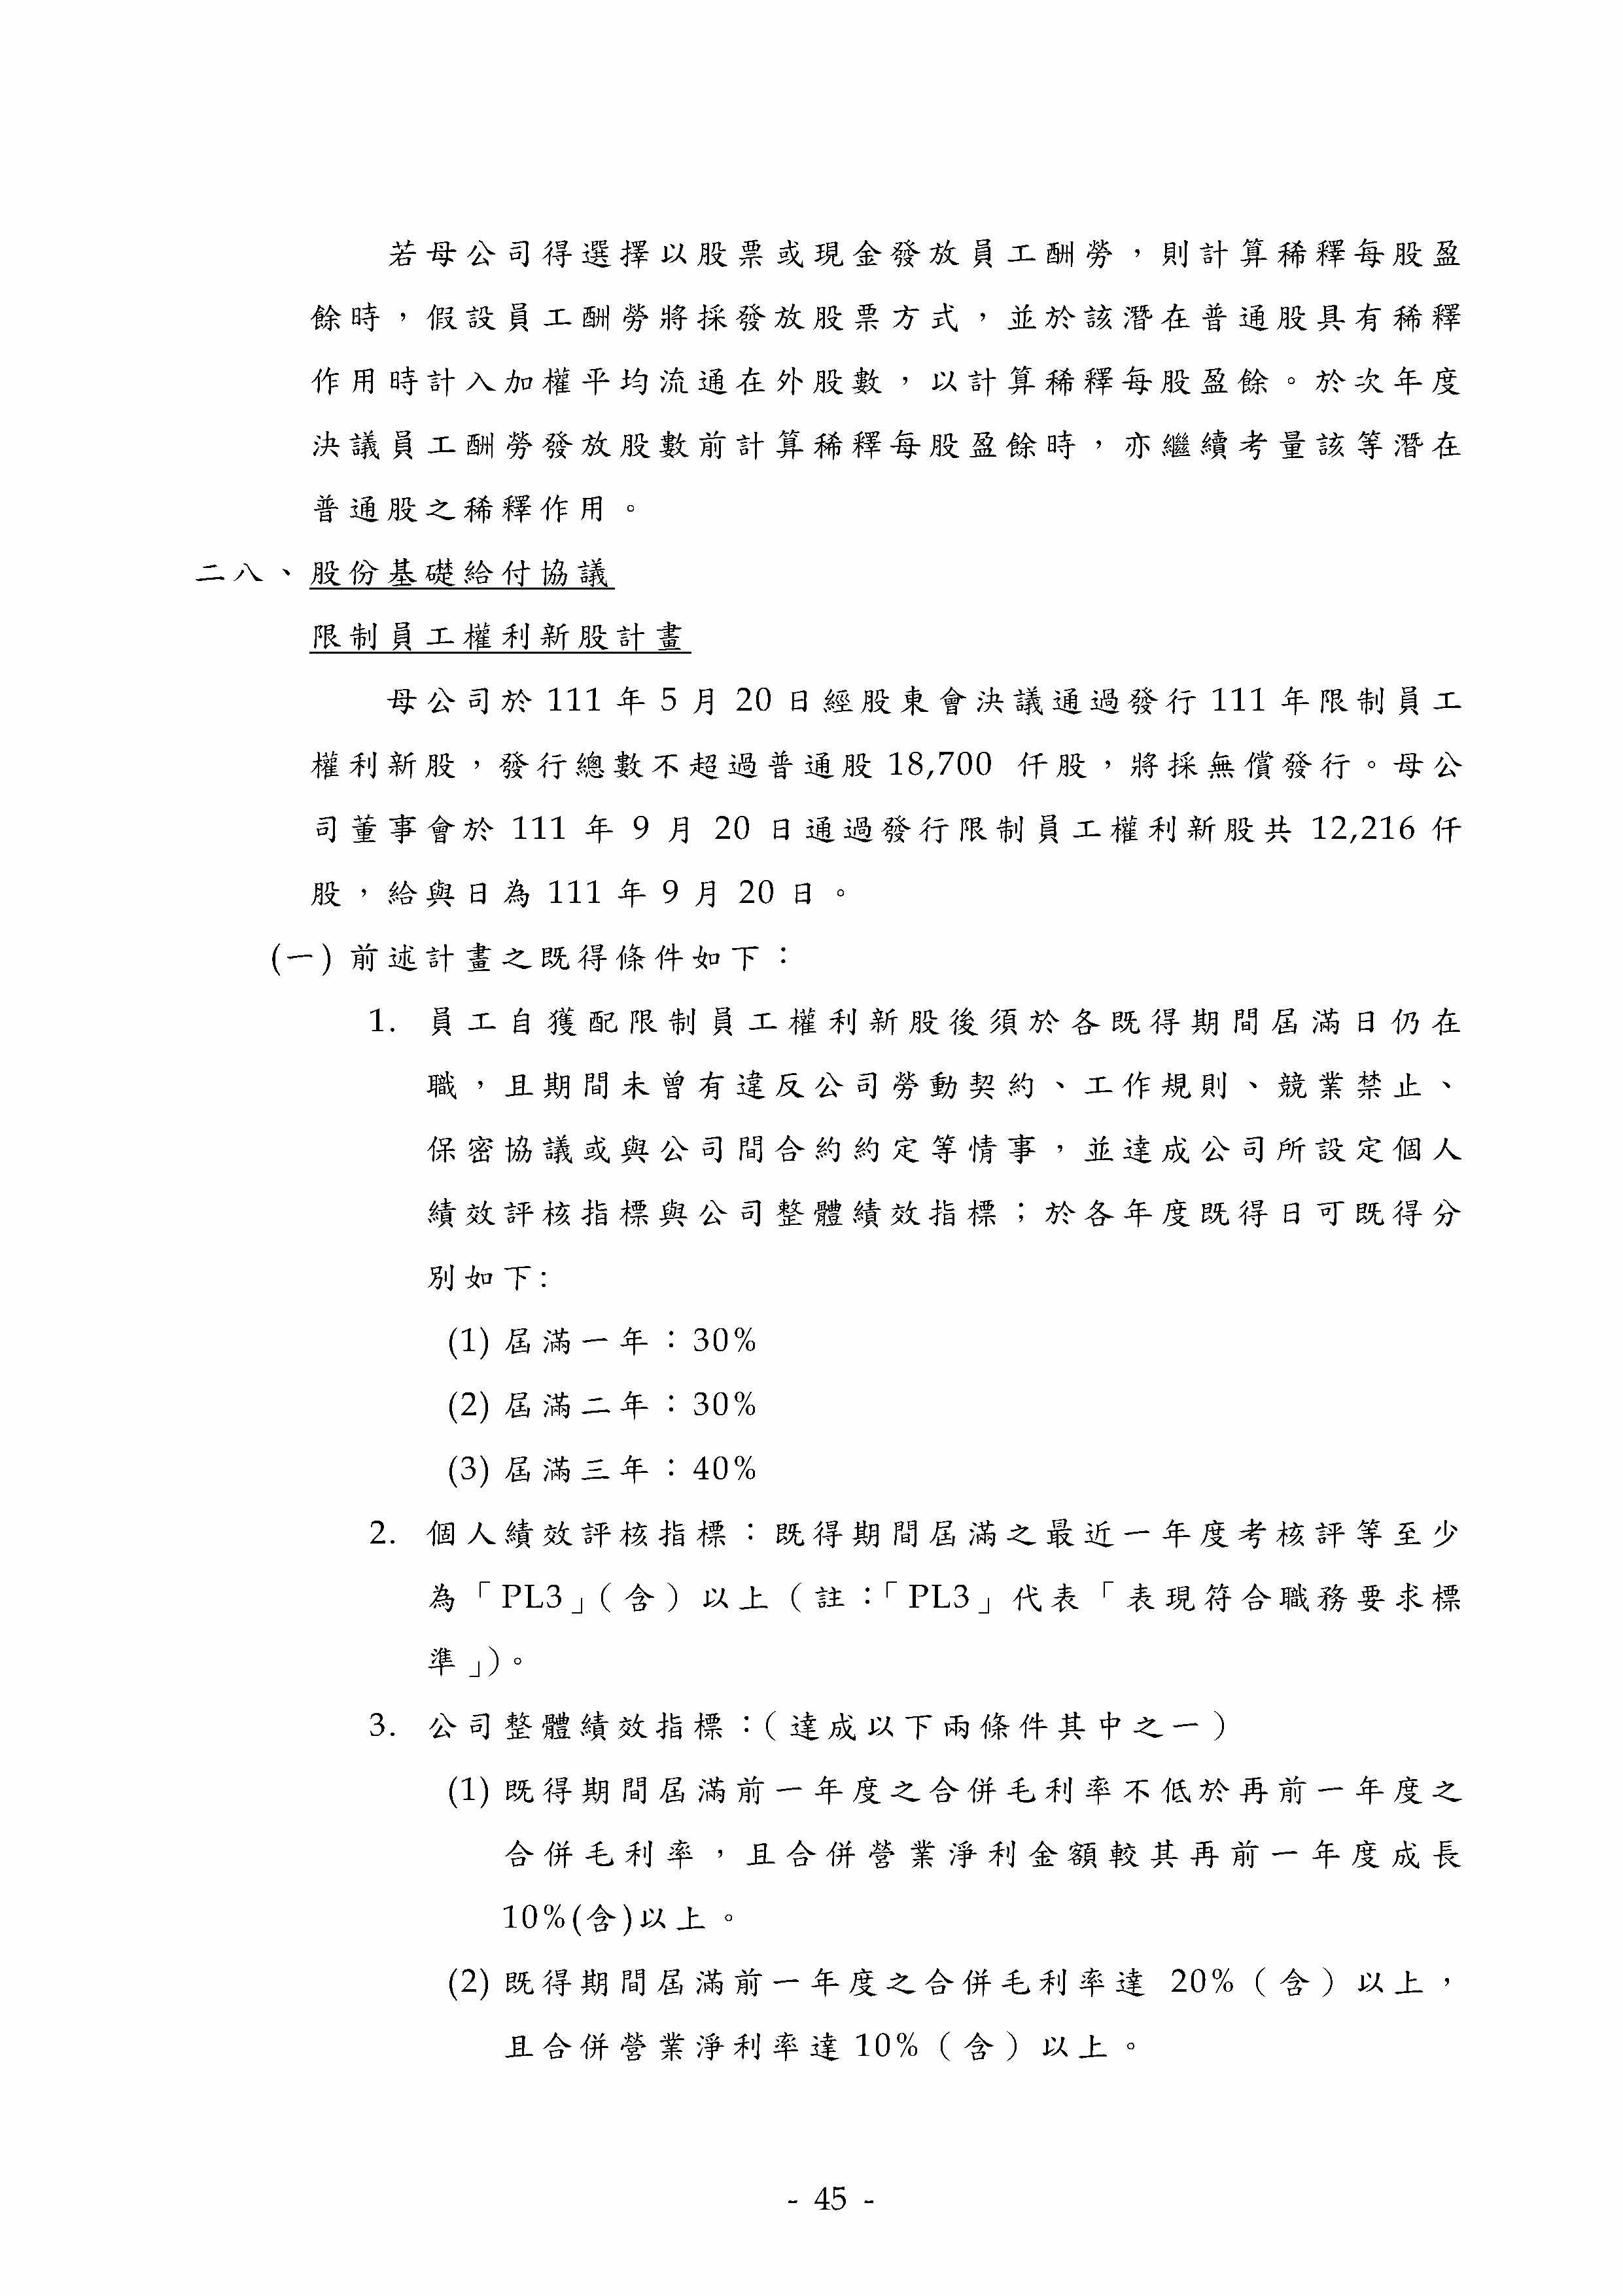 若母公司得選擇以股票或現金發放員工酬勞，則計算稀釋每股盈
餘時，假設員工酬勞將採發放股票方式，並於該潛在普通股具有稀釋
作用時計入加權平均流通在外股數，以計算稀釋每股盈餘。於次年度
決議員工酬勞發放股數前計算稀釋每股盈餘時，亦繼續考量該等潛在
普通股之稀釋作用。
二八、股份基礎給付協議
限制員工權利新股計畫
母公司於 111 年 5 月 20 日經股東會決議通過發行 111 年限制員工
權利新股，發行總數不超過普通股 18,700 仟股，將採無償發行。母公
司董事會於 111 年 9 月 20 日通過發行限制員工權利新股共 12,216 仟
股，給與日為 111 年 9 月 20 日。
(一) 前述計畫之既得條件如下：
1. 員工自獲配限制員工權利新股後須於各既得期間屆滿日仍在
職，且期間未曾有違反公司勞動契約、工作規則、競業禁止、
保密協議或與公司間合約約定等情事，並達成公司所設定個人
績效評核指標與公司整體績效指標；於各年度既得日可既得分
別如下:
(1) 屆滿一年：30%
(2) 屆滿二年：30%
(3) 屆滿三年：40%
2. 個人績效評核指標：既得期間屆滿之最近一年度考核評等至少
為「PL3」（含）以上（註：「PL3」代表「表現符合職務要求標
準」)。
3. 公司整體績效指標：（達成以下兩條件其中之一）
(1) 既得期間屆滿前一年度之合併毛利率不低於再前一年度之
合併毛利率，且合併營業淨利金額較其再前一年度成長
10%(含)以上。
(2) 既得期間屆滿前一年度之合併毛利率達 20%（含）以上，
且合併營業淨利率達 10%（含）以上。
- 45 -